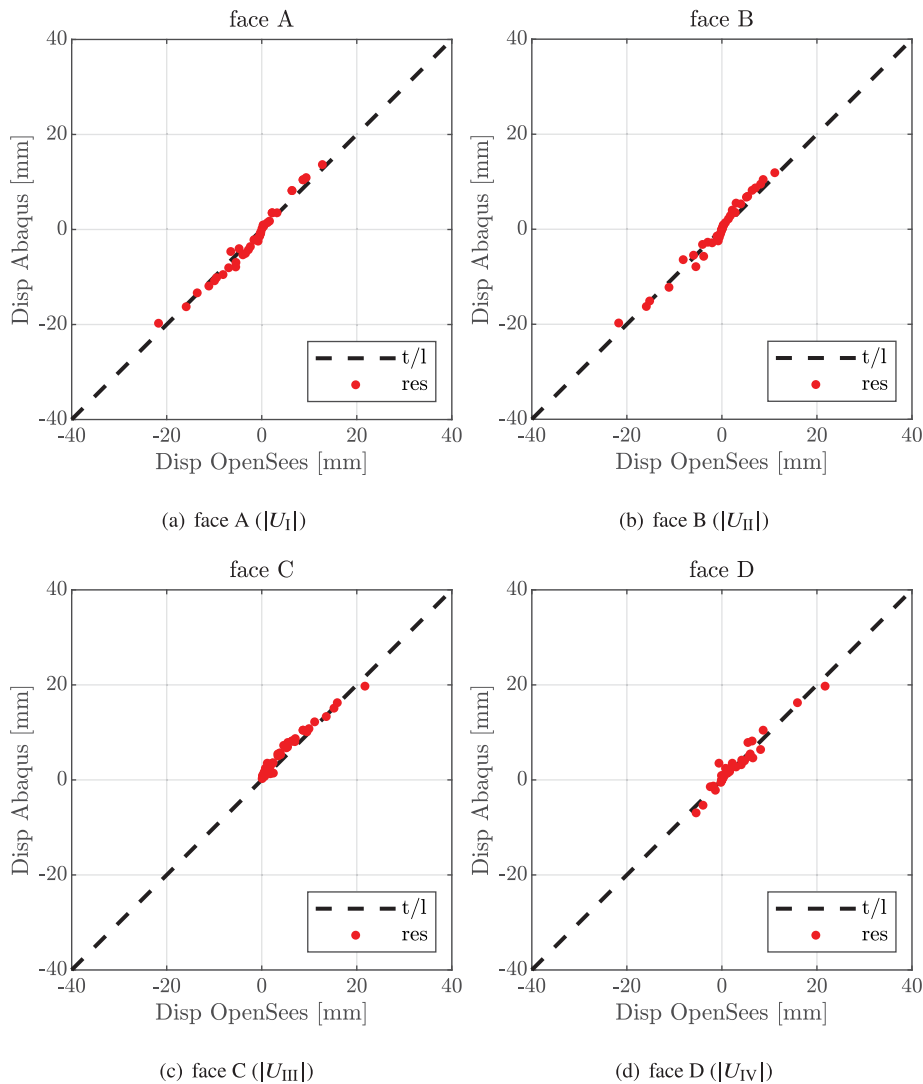 face A
face B
40
20
0
-20
-40
Disp Abaqus [mm]
t/l
res
-40 -20 0 20 40
Disp OpenSees [mm]
40
20
0
-20
-40
Disp Abaqus [mm]
t/l
res
-40 -20 0 20 40
Disp OpenSees [mm]
(a) face A (|U_I|)
(b) face B (|U_II|)
face C
face D
40
20
0
-20
-40
Disp Abaqus [mm]
t/l
res
-40 -20 0 20 40
Disp OpenSees [mm]
40
20
0
-20
-40
Disp Abaqus [mm]
t/l
res
-40 -20 0 20 40
Disp OpenSees [mm]
(c) face C (|U_III|)
(d) face D (|U_IV|)